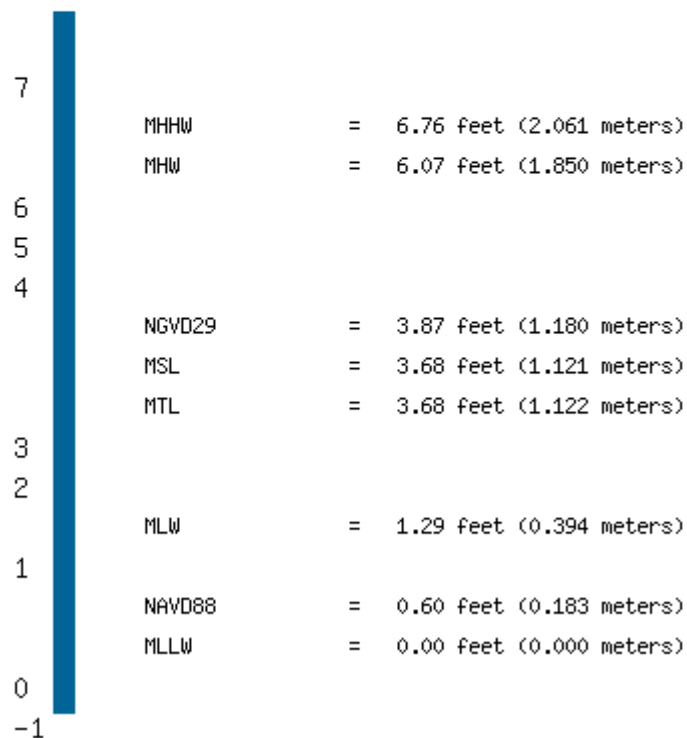 7
MHHW = 6.76 feet (2.061 meters)
MHW = 6.07 feet (1.850 meters)
6
5
4
NGVD29 = 3.87 feet (1.180 meters)
MSL = 3.68 feet (1.121 meters)
MTL = 3.68 feet (1.122 meters)
3
2
MLW = 1.29 feet (0.394 meters)
1
NAVD88 = 0.60 feet (0.183 meters)
MLLW = 0.00 feet (0.000 meters)
0
-1